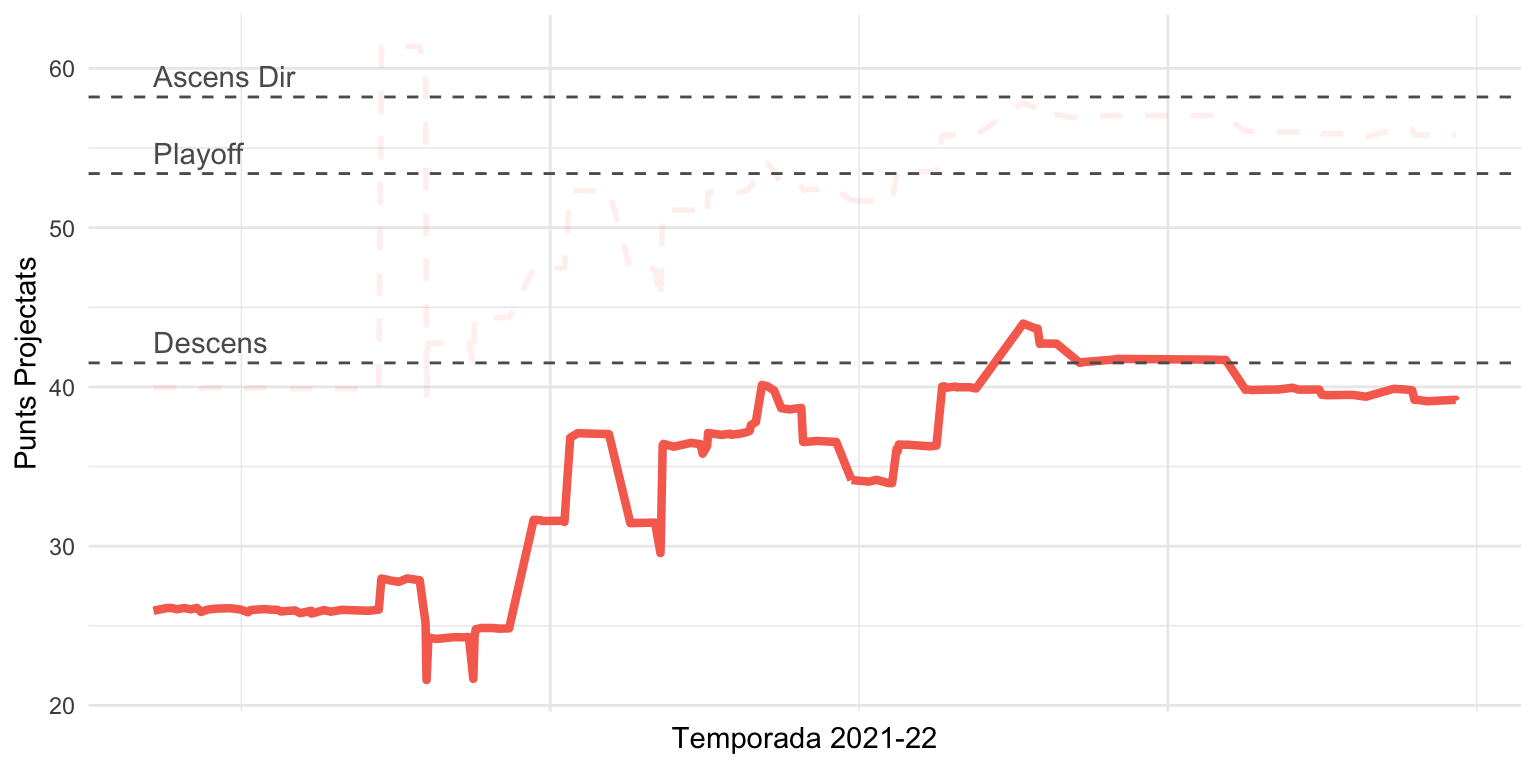 60
Ascens Dir
Playoff
50
Descens
40
30
20
Punts Projectats
Temporada 2021-22